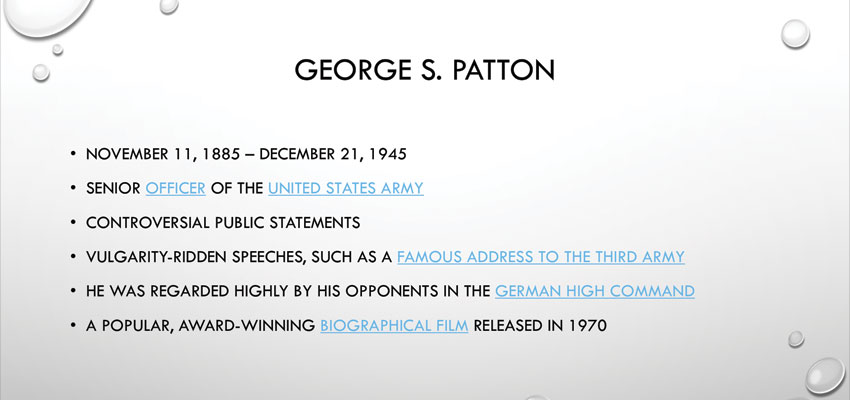 GEORGE S. PATTON
• NOVEMBER 11, 1885 – DECEMBER 21, 1945
• SENIOR OFFICER OF THE UNITED STATES ARMY
• CONTROVERSIAL PUBLIC STATEMENTS
• VULGARITY-RIDDEN SPEECHES, SUCH AS A FAMOUS ADDRESS TO THE THIRD ARMY
• HE WAS REGARDED HIGHLY BY HIS OPPONENTS IN THE GERMAN HIGH COMMAND
• A POPULAR, AWARD-WINNING BIOGRAPHICAL FILM RELEASED IN 1970